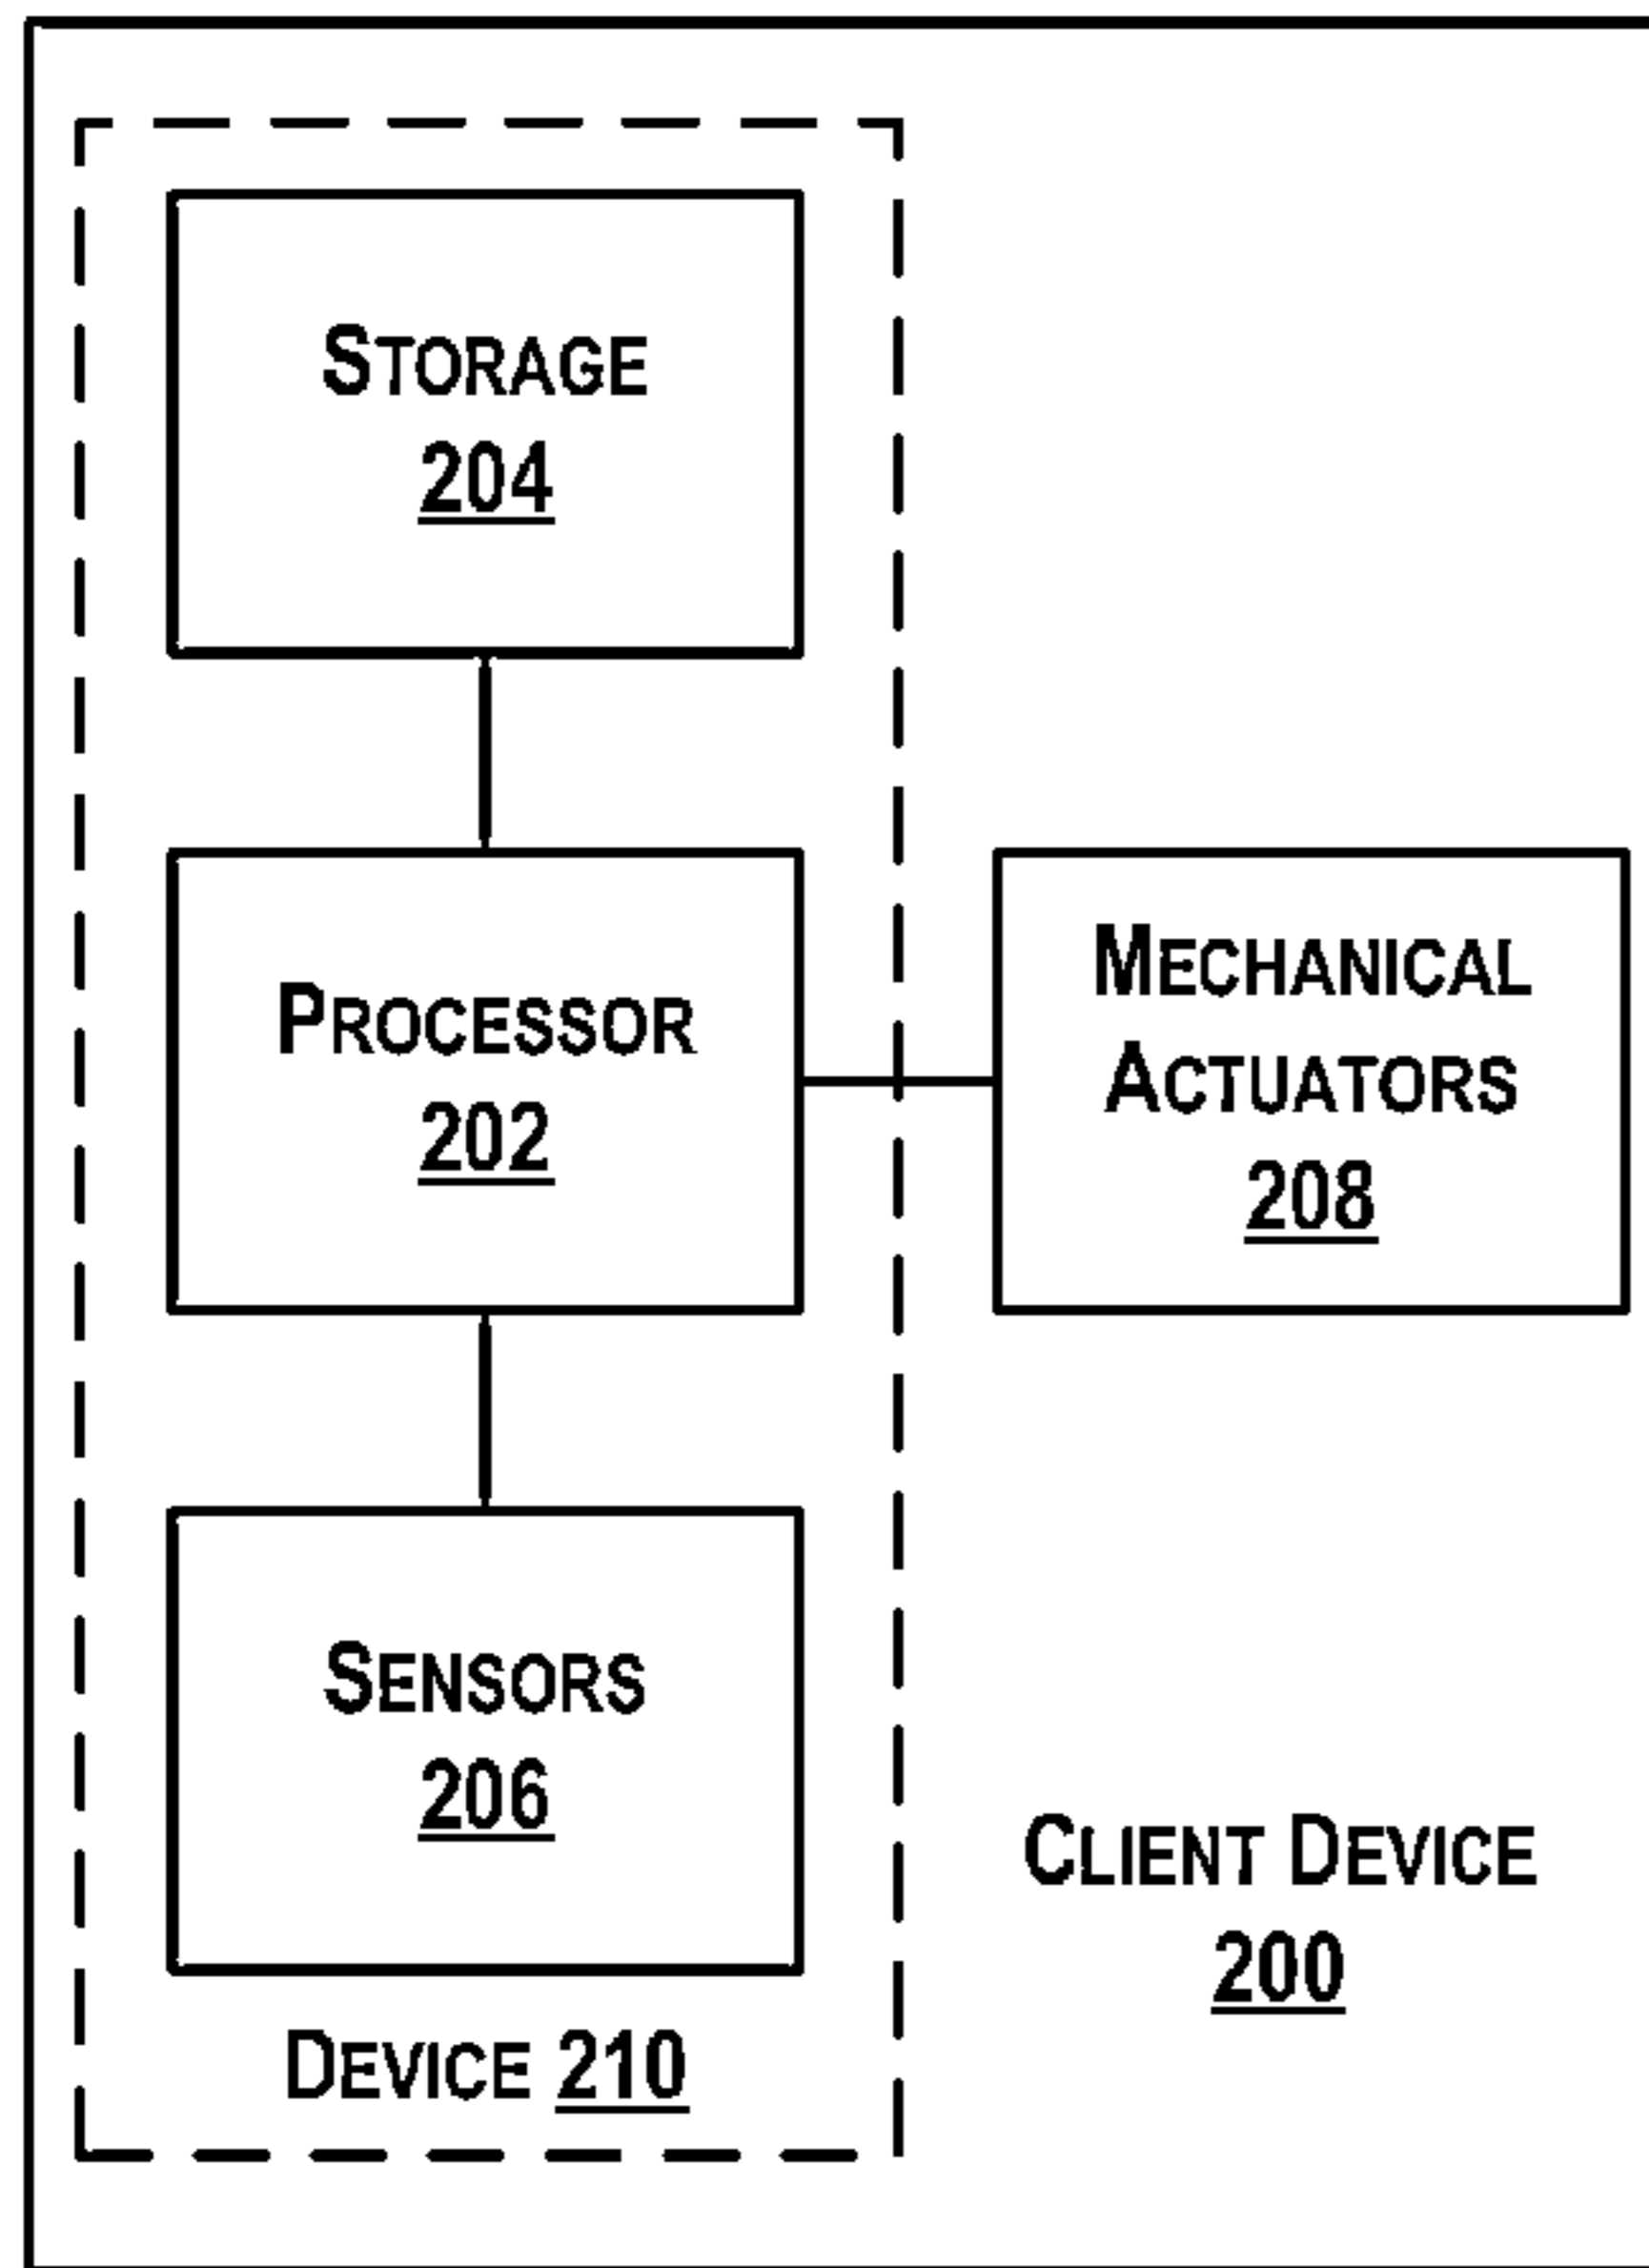 STORAGE
204
PROCESSOR
202
MECHANICAL
ACTUATORS
208
SENSORS
206
DEVICE 210
CLIENT DEVICE
200